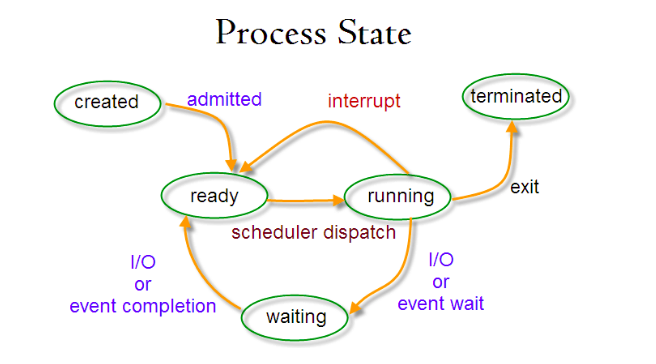 Process State
created
admitted
interrupt
terminated
ready
running
exit
scheduler dispatch
I/O
or
event completion
I/O
or
event wait
waiting